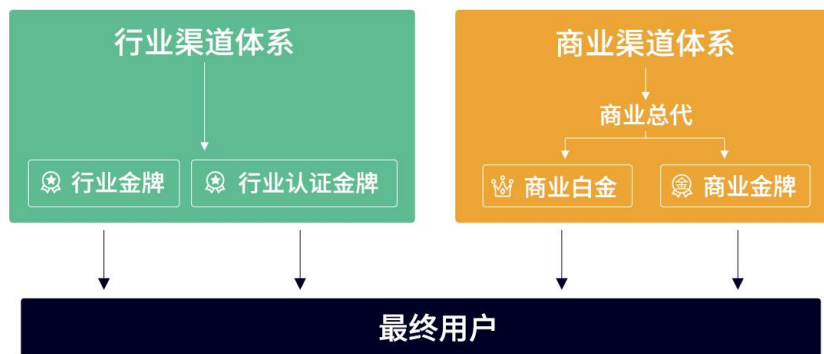 行业渠道体系
行业金牌
行业认证金牌
商业渠道体系
商业总代
商业白金
金
商业金牌
最终用户